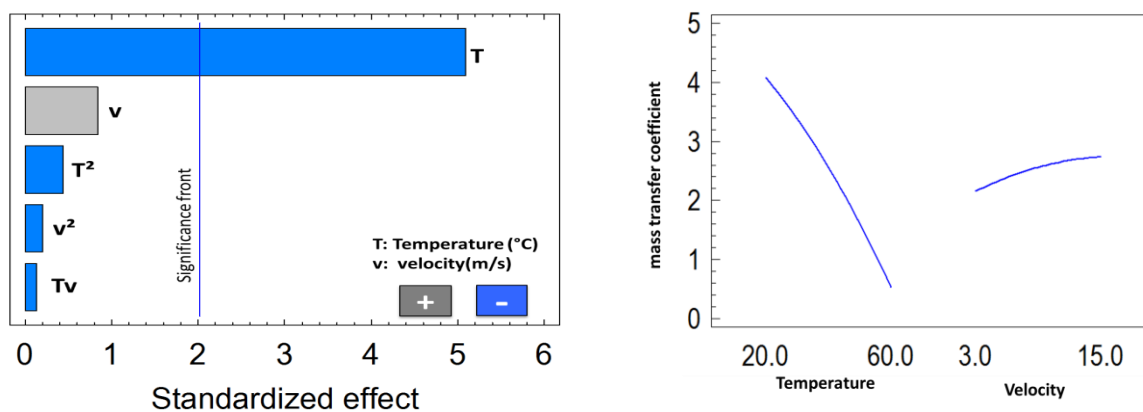 T
v
T²
v²
Tv
Significance front
T: Temperature (°C)
v: velocity(m/s)
+
-
0 1 2 3 4 5 6
Standardized effect
5
4
3
2
1
0
mass transfer coefficient
20.0 60.0 3.0 15.0
Temperature Velocity